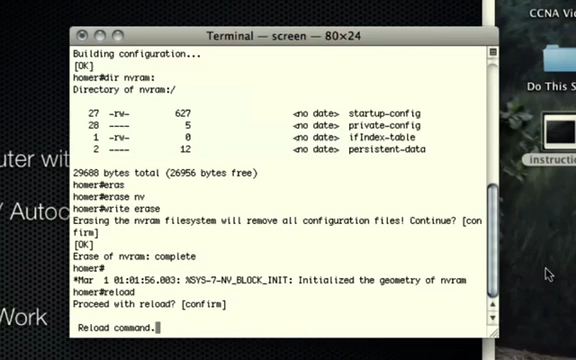 CCNA Vi
Terminal — screen — 80×24
Building configuration...
[OK]
homer#dir nvram:
Directory of nvram:/
27 -rw- 627 <no date> startup-config
28 ---- 5 <no date> private-config
1 -rw- 0 <no date> ifIndex-table
2 ---- 12 <no date> persistent-data
29688 bytes total (26956 bytes free)
homer#eras
homer#erase nv
homer#write erase
Erasing the nvram filesystem will remove all configuration files! Continue? [con
firm]
[OK]
Erase of nvram: complete
homer#
*Mar 1 01:01:56.003: %SYS-7-NV_BLOCK_INIT: Initialized the geometry of nvram
homer#reload
Proceed with reload? [confirm]
Reload command.
Do This S
instructio
uter wit
/ Autoc
Work